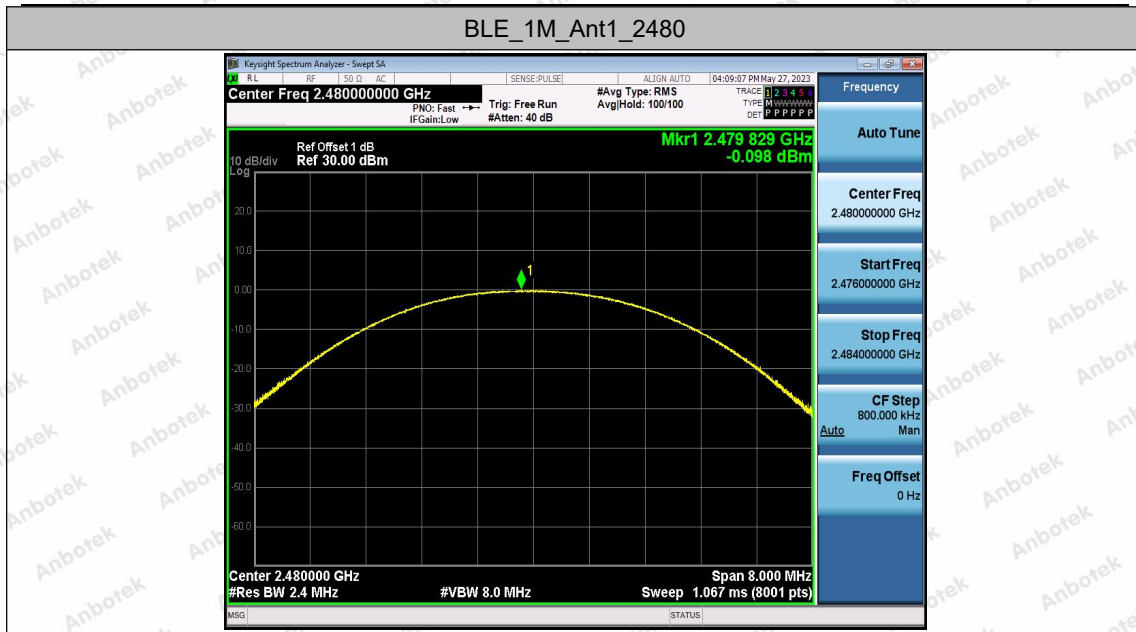 BLE_1M_Ant1_2480
Keysight Spectrum Analyzer - Swept SA
LXI RL RF 50 Ω AC SENSE:PULSE ALIGN AUTO 04:09:07 PM May 27, 2023
Center Freq 2.480000000 GHz
PNO: Fast
IFGain:Low
Trig: Free Run
#Atten: 40 dB
#Avg Type: RMS
Avg|Hold: 100/100
TRACE 1 2 3 4 5 6
TYPE M W W W W W
DET P P P P P P
Frequency
Mkr1 2.479 829 GHz
-0.098 dBm
Ref Offset 1 dB
10 dB/div Ref 30.00 dBm
Log
20.0
10.0
0.00
-10.0
-20.0
-30.0
-40.0
-50.0
-60.0
1
Center 2.480000 GHz
Span 8.000 MHz
#Res BW 2.4 MHz
#VBW 8.0 MHz
Sweep 1.067 ms (8001 pts)
MSG
STATUS
Auto Tune
Center Freq
2.480000000 GHz
Start Freq
2.476000000 GHz
Stop Freq
2.484000000 GHz
CF Step
800.000 kHz
Auto Man
Freq Offset
0 Hz
Anbotek